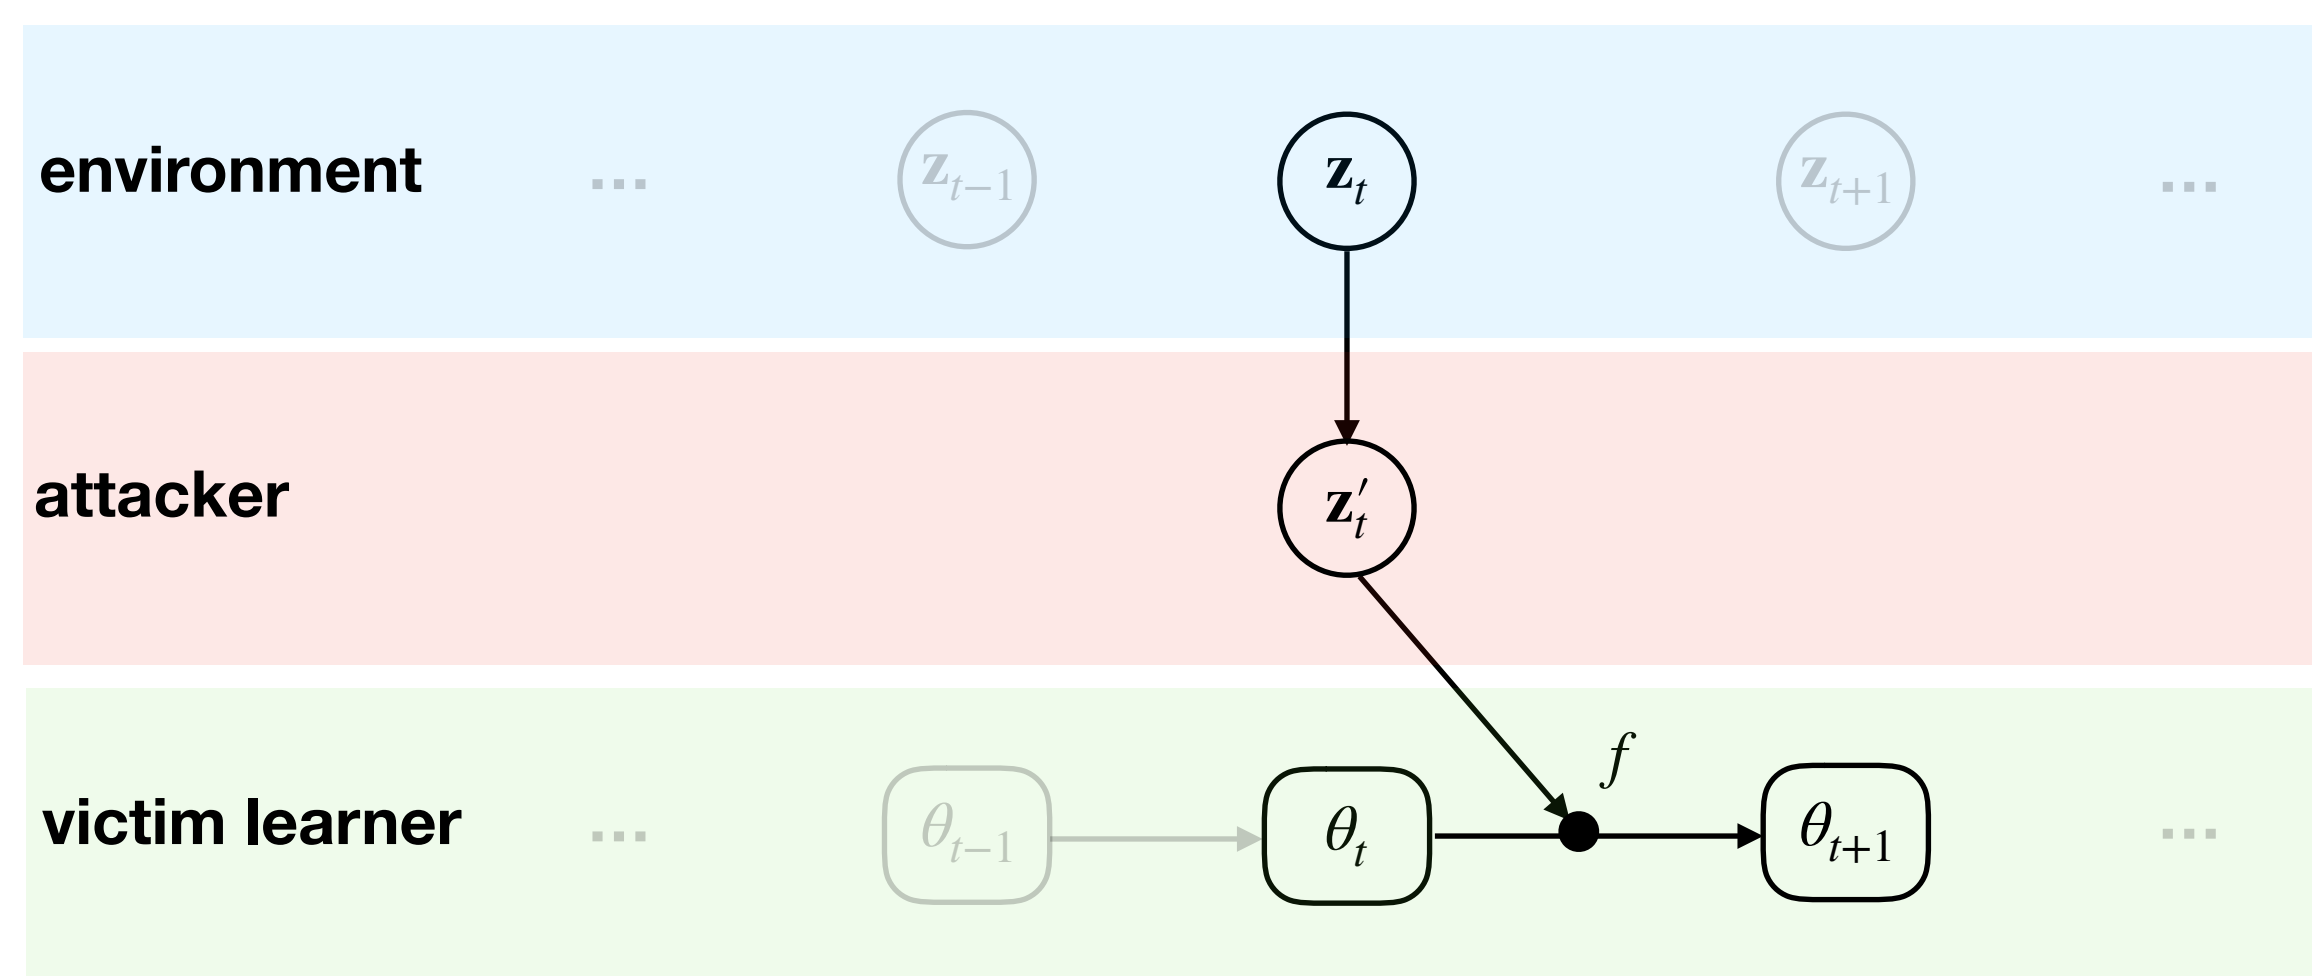 environment ... z_{t−1} z_t z_{t+1} ...
attacker z′_t
f
victim learner ... θ_{t−1} θ_t θ_{t+1} ...